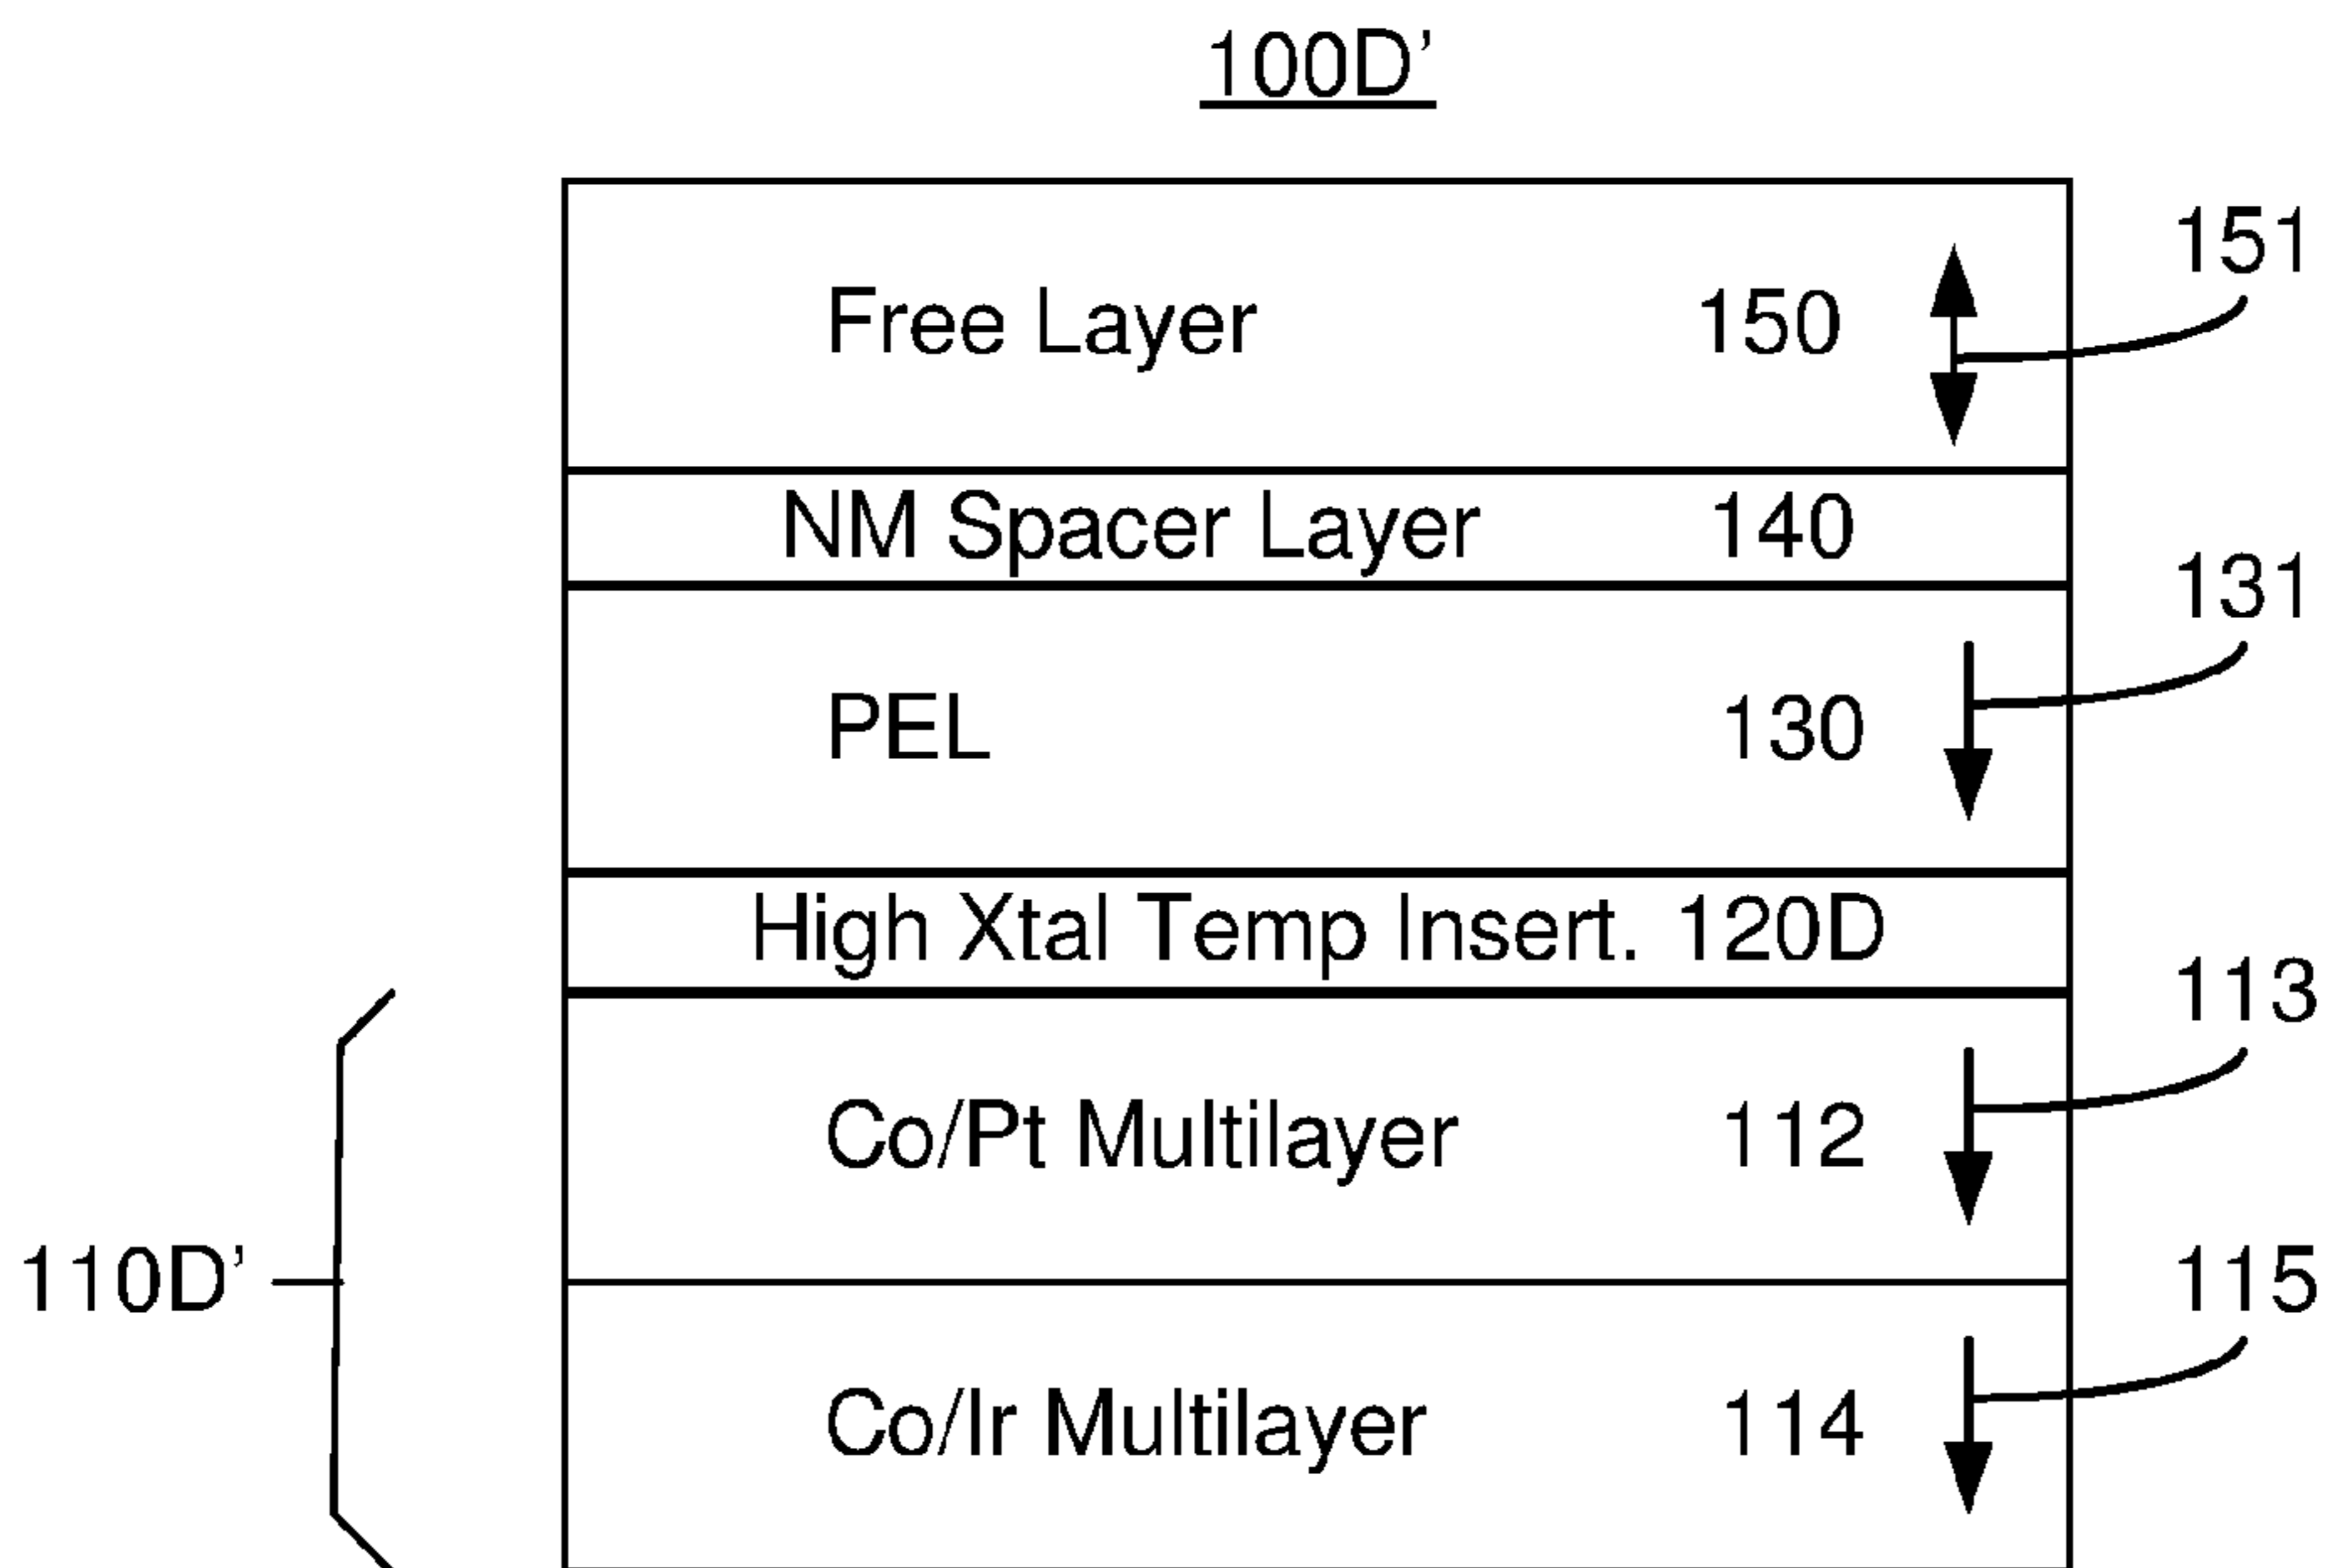 100D’
151
Free Layer 150
NM Spacer Layer 140
131
PEL 130
High Xtal Temp Insert. 120D
113
Co/Pt Multilayer 112
110D’
115
Co/Ir Multilayer 114